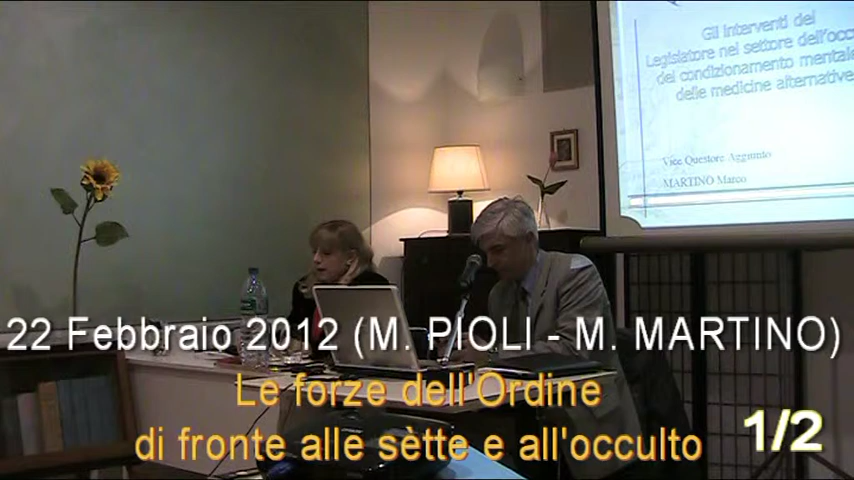 Gli interventi del
Legislatore nel settore dell'occ
del condizionamento mentale
delle medicine alternative
Vice Questore Aggiunto
MARTINO Marco
22 Febbraio 2012 (M. PIOLI - M. MARTINO)
Le forze dell'Ordine
di fronte alle sètte e all'occulto
1/2